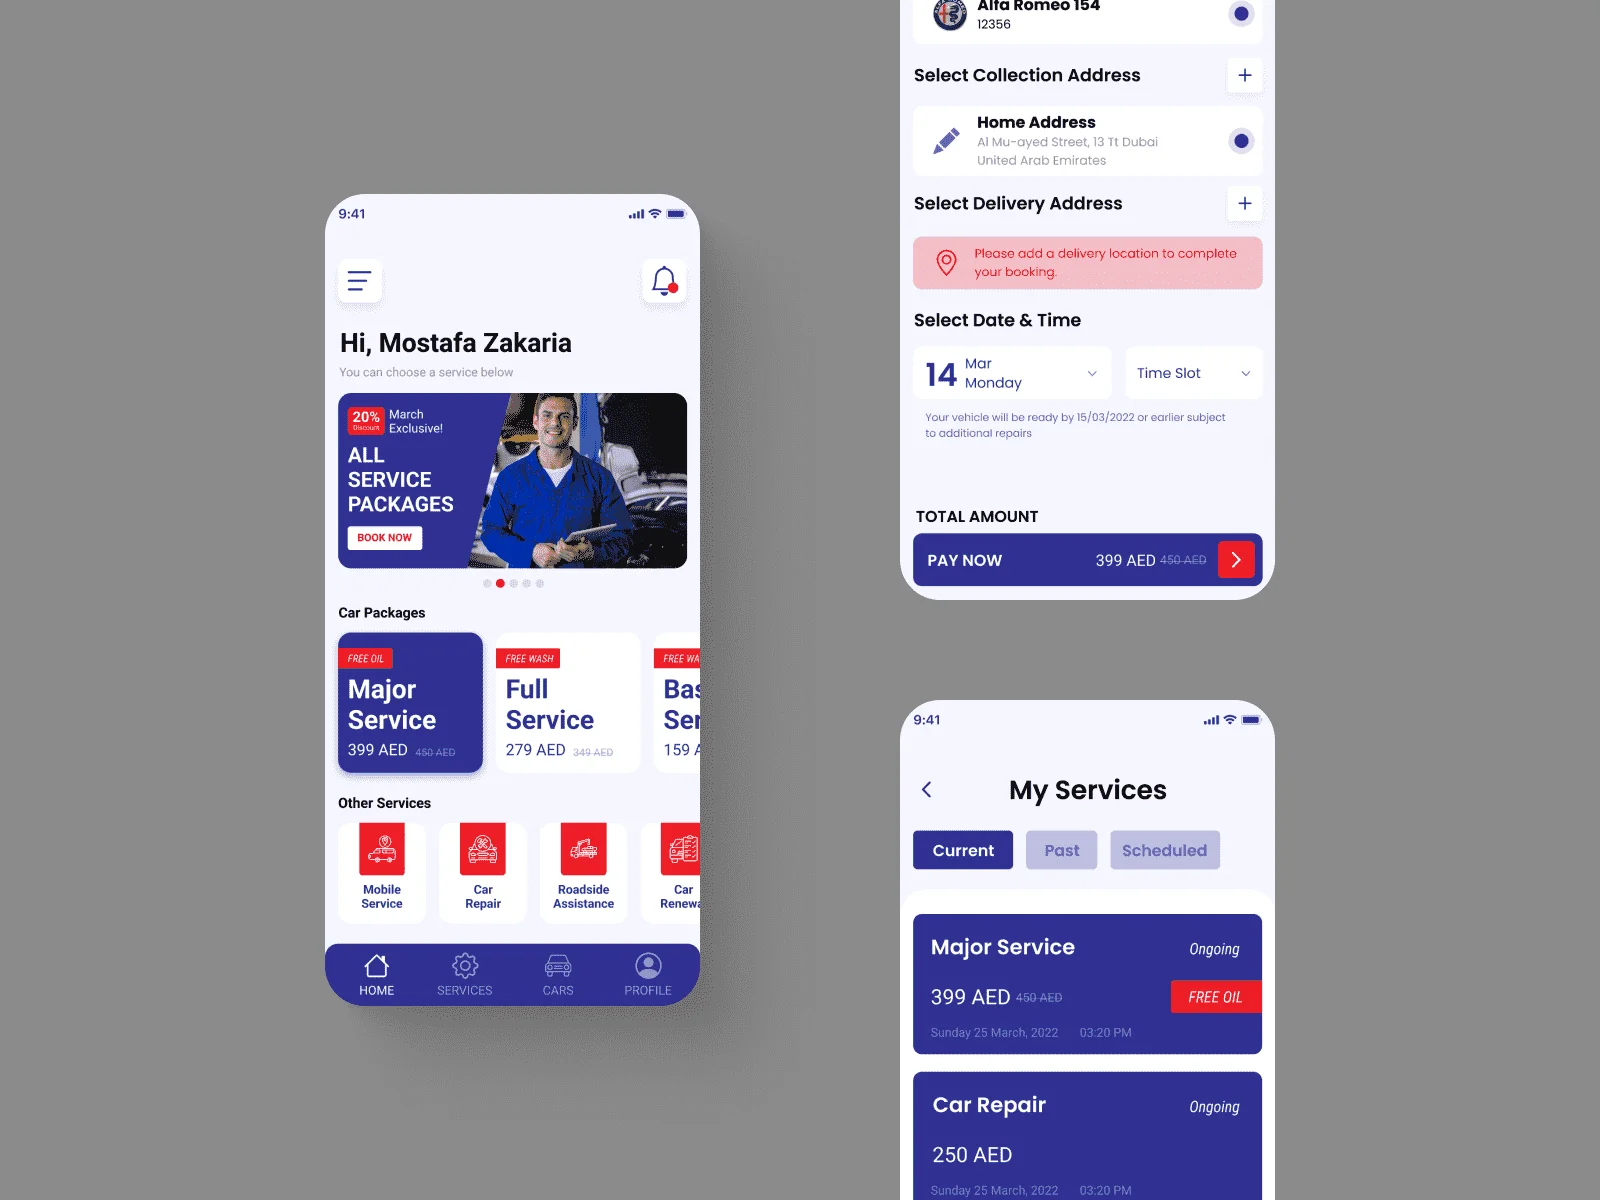 9:41
Hi, Mostafa Zakaria
You can choose a service below
20%
Discount
March
Exclusive!
ALL
SERVICE
PACKAGES
BOOK NOW
Car Packages
FREE OIL
Major
Service
399 AED 450 AED
FREE WASH
Full
Service
279 AED 349 AED
FREE WA
Bas
Ser
159 A
Other Services
Mobile
Service
Car
Repair
Roadside
Assistance
Car
Renewa
HOME
SERVICES
CARS
PROFILE
Alfa Romeo 154
12356
Select Collection Address
+
Home Address
Al Mu-ayed Street, 13 Tt Dubai
United Arab Emirates
Select Delivery Address
+
Please add a delivery location to complete
your booking.
Select Date & Time
14
Mar
Monday
Time Slot
Your vehicle will be ready by 15/03/2022 or earlier subject
to additional repairs
TOTAL AMOUNT
PAY NOW 399 AED 450 AED
9:41
My Services
Current Past Scheduled
Major Service Ongoing
399 AED 450 AED FREE OIL
Sunday 25 March, 2022 03:20 PM
Car Repair Ongoing
250 AED
Sunday 25 March, 2022 03:20 PM